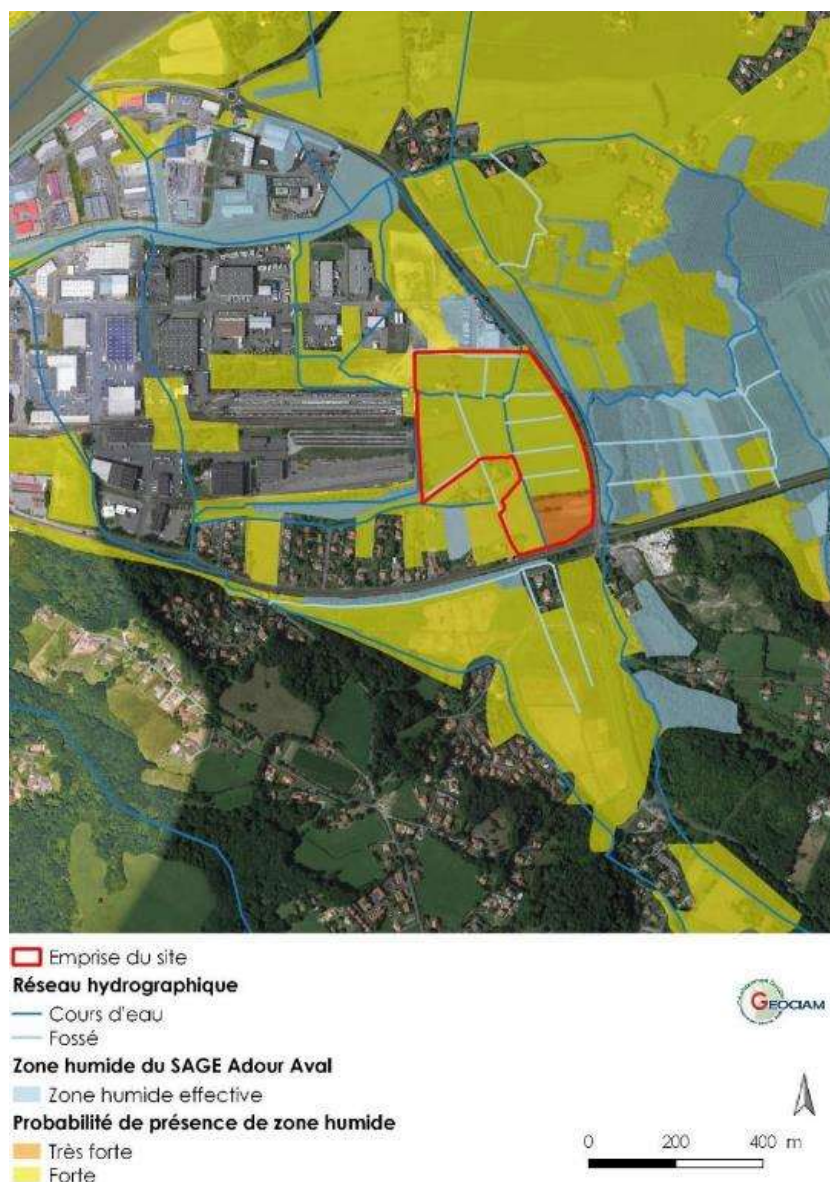 Emprise du site
Réseau hydrographique
Cours d'eau
Fossé
Zone humide du SAGE Adour Aval
Zone humide effective
Probabilité de présence de zone humide
Très forte
Forte
GEOCIAM
0 200 400 m